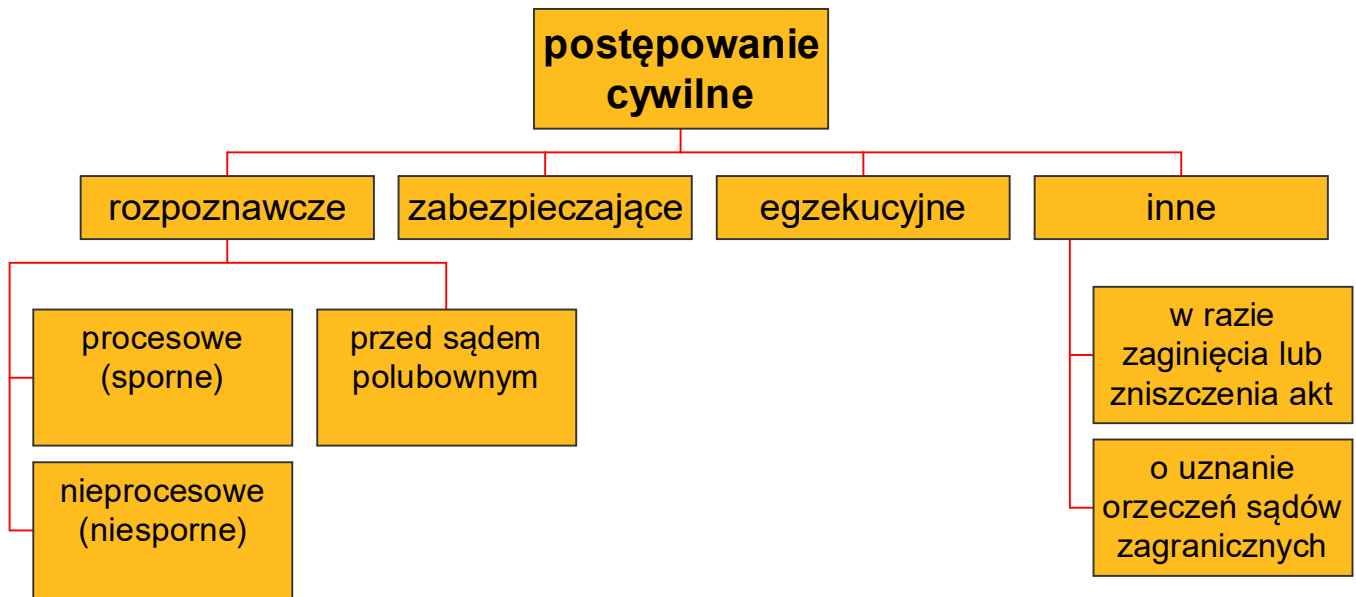 postępowanie
cywilne
rozpoznawcze
zabezpieczające
egzekucyjne
inne
procesowe
(sporne)
przed sądem
polubownym
nieprocesowe
(niesporne)
w razie
zaginięcia lub
zniszczenia akt
o uznanie
orzeczeń sądów
zagranicznych